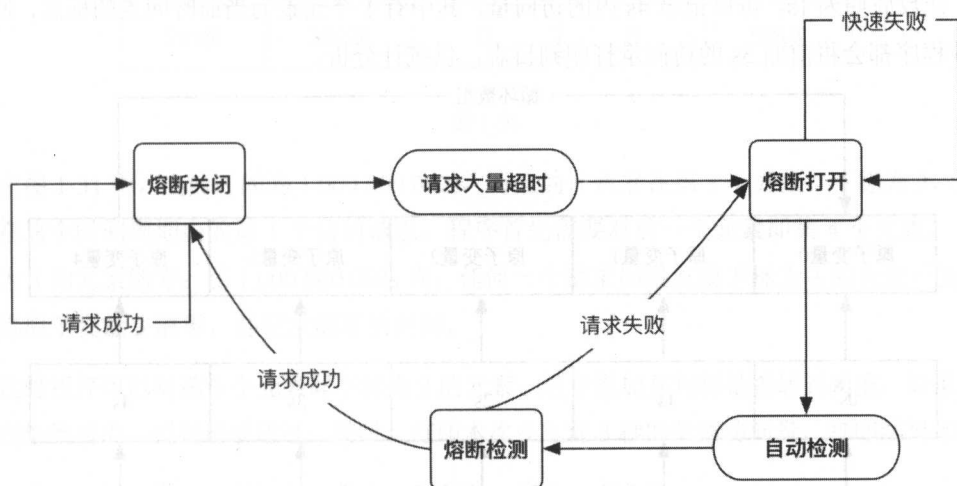 快速失败
熔断关闭
请求大量超时
熔断打开
请求成功
请求失败
请求成功
熔断检测
自动检测